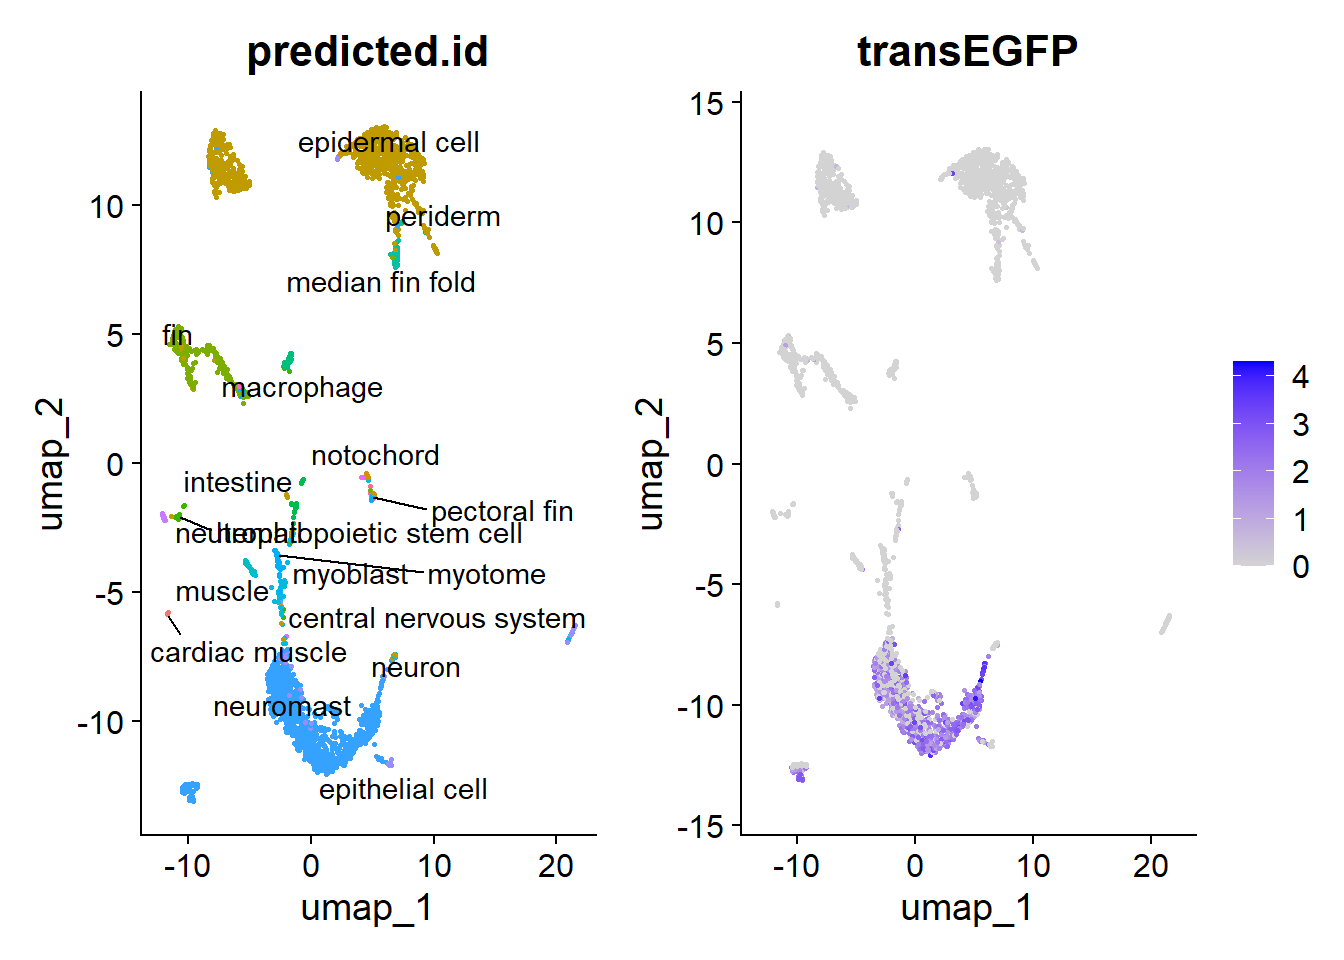 predicted.id
epidermal cell
periderm
median fin fold
fin
macrophage
notochord
intestine
pectoral fin
neutrophil
hematopoietic stem cell
myoblast
myotome
muscle
central nervous system
cardiac muscle
neuron
neuromast
epithelial cell
10
5
0
-5
-10
umap_2
-10 0 10 20
umap_1
transEGFP
15
10
5
0
-5
-10
-15
umap_2
-10 0 10 20
umap_1
4
3
2
1
0